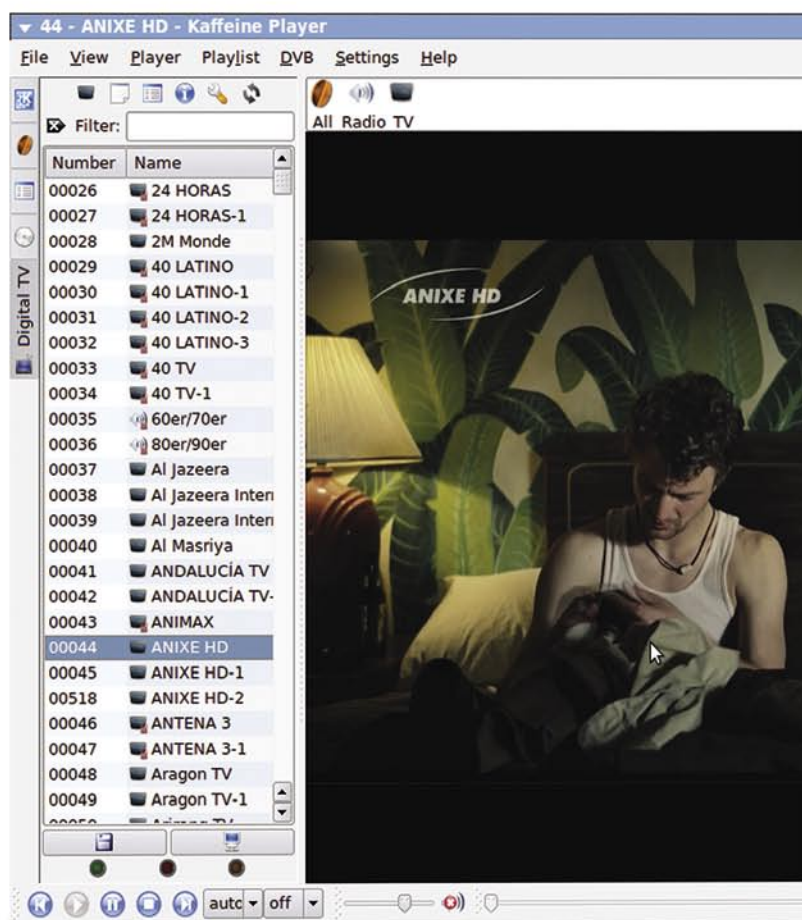 44 - ANIXE HD - Kaffeine Player
File View Player Playlist DVB Settings Help
Filter:
All Radio TV
Digital TV
Number Name
00026 24 HORAS
00027 24 HORAS-1
00028 2M Monde
00029 40 LATINO
00030 40 LATINO-1
00031 40 LATINO-2
00032 40 LATINO-3
00033 40 TV
00034 40 TV-1
00035 60er/70er
00036 80er/90er
00037 Al Jazeera
00038 Al Jazeera Inter
00039 Al Jazeera Inter
00040 Al Masriya
00041 ANDALUCÍA TV
00042 ANDALUCÍA TV-
00043 ANIMAX
00044 ANIXE HD
00045 ANIXE HD-1
00518 ANIXE HD-2
00046 ANTENA 3
00047 ANTENA 3-1
00048 Aragon TV
00049 Aragon TV-1
ANIXE HD
auto off